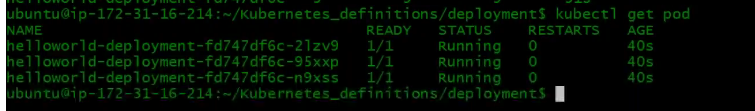 ubuntu@ip-172-31-16-214:~/Kubernetes_definitions/deployment$ kubectl get pod
NAME READY STATUS RESTARTS AGE
helloworld-deployment-fd747df6c-2lzv9 1/1 Running 0 40s
helloworld-deployment-fd747df6c-95xxp 1/1 Running 0 40s
helloworld-deployment-fd747df6c-n9xss 1/1 Running 0 40s
ubuntu@ip-172-31-16-214:~/Kubernetes_definitions/deployment$